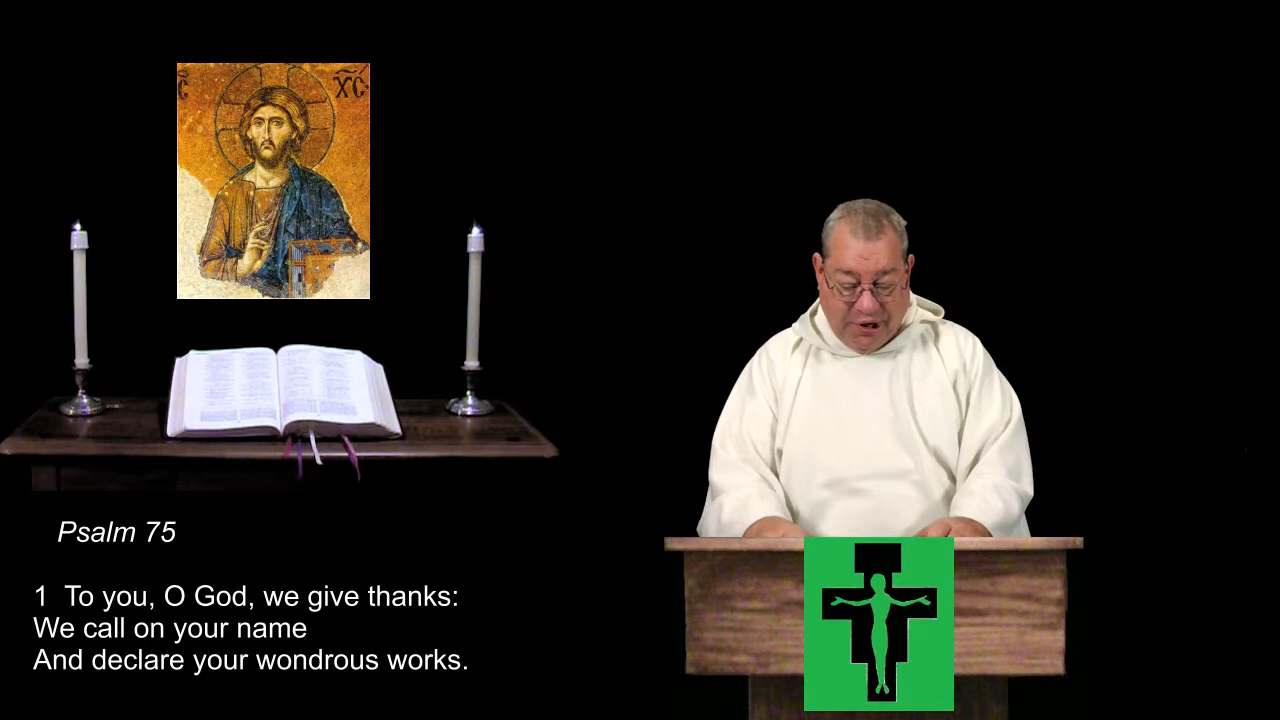 XC
Psalm 75
1 To you, O God, we give thanks:
We call on your name
And declare your wondrous works.